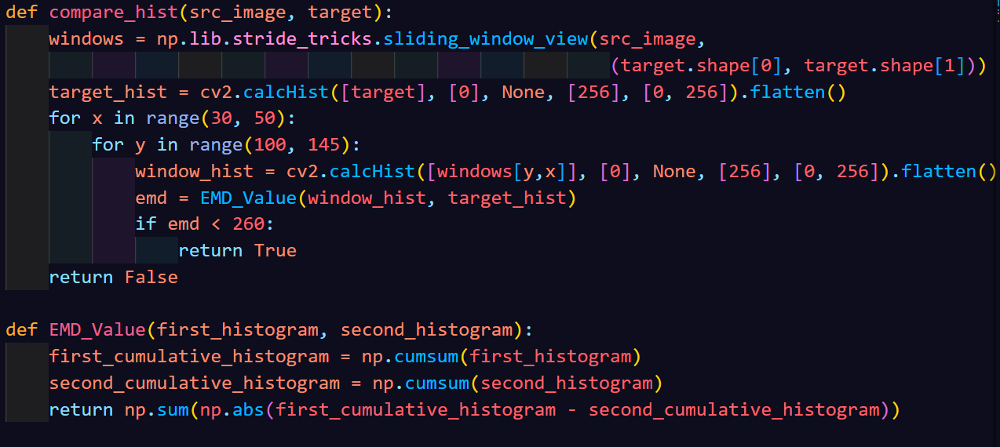 def compare_hist(src_image, target):
    windows = np.lib.stride_tricks.sliding_window_view(src_image,
                                                        (target.shape[0], target.shape[1]))
    target_hist = cv2.calcHist([target], [0], None, [256], [0, 256]).flatten()
    for x in range(30, 50):
        for y in range(100, 145):
            window_hist = cv2.calcHist([windows[y,x]], [0], None, [256], [0, 256]).flatten()
            emd = EMD_Value(window_hist, target_hist)
            if emd < 260:
                return True
    return False

def EMD_Value(first_histogram, second_histogram):
    first_cumulative_histogram = np.cumsum(first_histogram)
    second_cumulative_histogram = np.cumsum(second_histogram)
    return np.sum(np.abs(first_cumulative_histogram - second_cumulative_histogram))